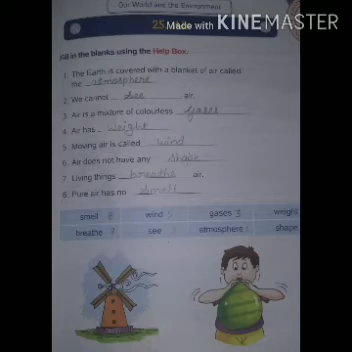 Our World and the Environment
25
Made with KINEMASTER
Fill in the blanks using the Help Box.
1. The Earth is covered with a blanket of air called
the atmosphere
2. We cannot see air.
3. Air is a mixture of colourless gases
4. Air has weight
5. Moving air is called wind
6. Air does not have any shape
7. Living things breathe air.
8. Pure air has no smell
smell 8 wind 5 gases 3 weight
breathe 7 see atmosphere shape